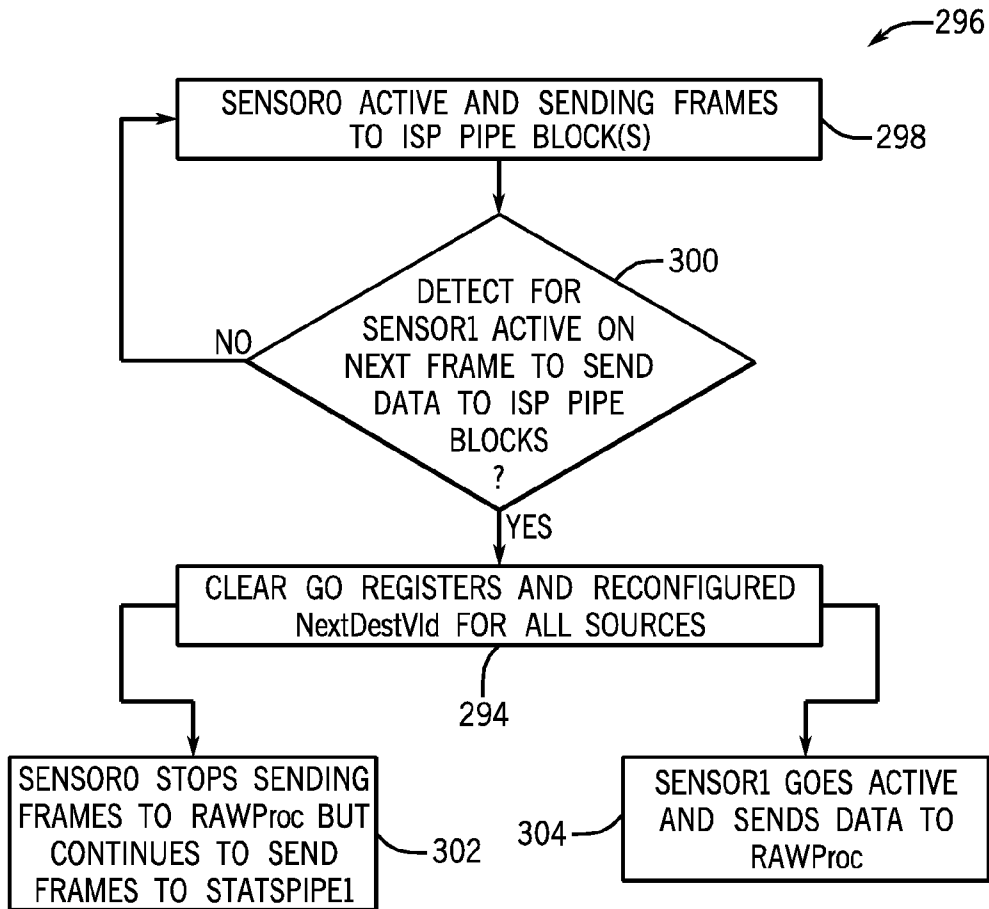 296
SENSOR0 ACTIVE AND SENDING FRAMES
TO ISP PIPE BLOCK(S)
298
300
DETECT FOR
SENSOR1 ACTIVE ON
NEXT FRAME TO SEND
DATA TO ISP PIPE
BLOCKS
?
NO
YES
CLEAR GO REGISTERS AND RECONFIGURED
NextDestVld FOR ALL SOURCES
294
SENSOR0 STOPS SENDING
FRAMES TO RAWProc BUT
CONTINUES TO SEND
FRAMES TO STATSPIPE1
302
304
SENSOR1 GOES ACTIVE
AND SENDS DATA TO
RAWProc